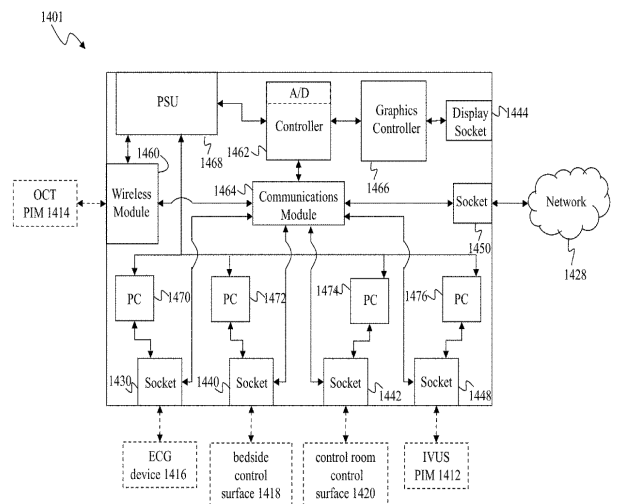 1401
PSU
A/D
Controller
Graphics
Controller
Display
Socket
1444
1460
1468
1462
1466
OCT
PIM 1414
Wireless
Module
1464
Communications
Module
Socket
1450
Network
1428
PC
1470
PC
1472
1474
PC
1476
PC
1430
Socket
1440
Socket
Socket
1442
Socket
1448
ECG
device 1416
bedside
control
surface 1418
control room
control
surface 1420
IVUS
PIM 1412